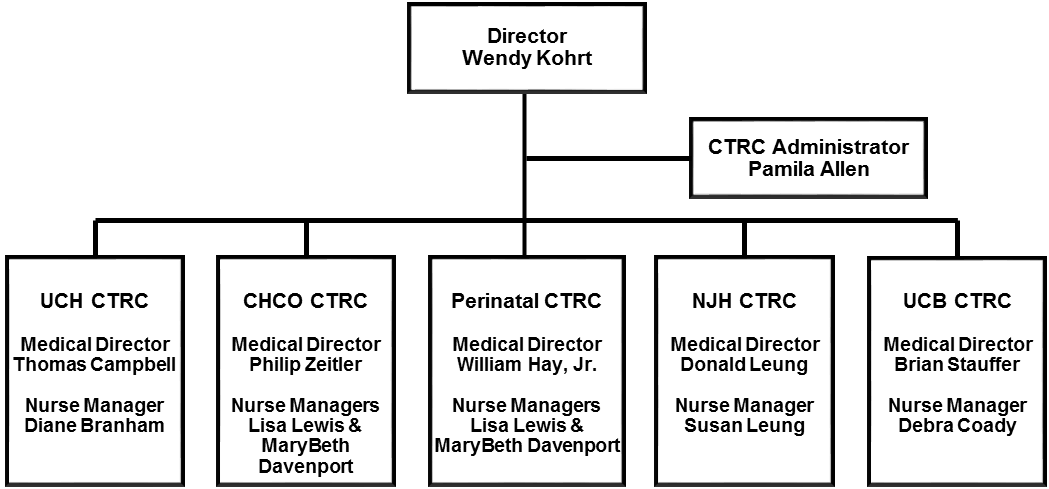 Director
Wendy Kohrt
CTRC Administrator
Pamila Allen
UCH CTRC
Medical Director
Thomas Campbell
Nurse Manager
Diane Branham
CHCO CTRC
Medical Director
Philip Zeitler
Nurse Managers
Lisa Lewis &
MaryBeth
Davenport
Perinatal CTRC
Medical Director
William Hay, Jr.
Nurse Managers
Lisa Lewis &
MaryBeth Davenport
NJH CTRC
Medical Director
Donald Leung
Nurse Manager
Susan Leung
UCB CTRC
Medical Director
Brian Stauffer
Nurse Manager
Debra Coady